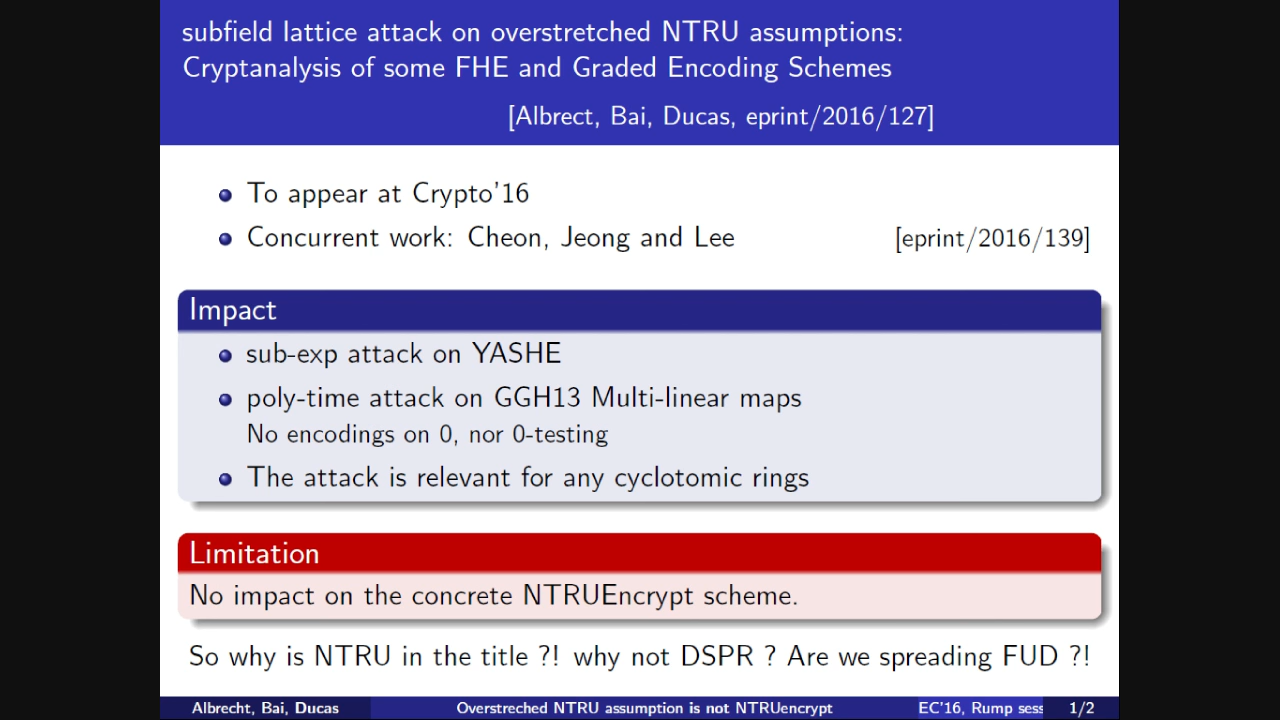 subfield lattice attack on overstretched NTRU assumptions:
Cryptanalysis of some FHE and Graded Encoding Schemes
[Albrect, Bai, Ducas, eprint/2016/127]
To appear at Crypto'16
Concurrent work: Cheon, Jeong and Lee [eprint/2016/139]
Impact
sub-exp attack on YASHE
poly-time attack on GGH13 Multi-linear maps
No encodings on 0, nor 0-testing
The attack is relevant for any cyclotomic rings
Limitation
No impact on the concrete NTRUEncrypt scheme.
So why is NTRU in the title ?! why not DSPR ? Are we spreading FUD ?!
Albrecht, Bai, Ducas Overstreched NTRU assumption is not NTRUencrypt EC'16, Rump sess 1/2